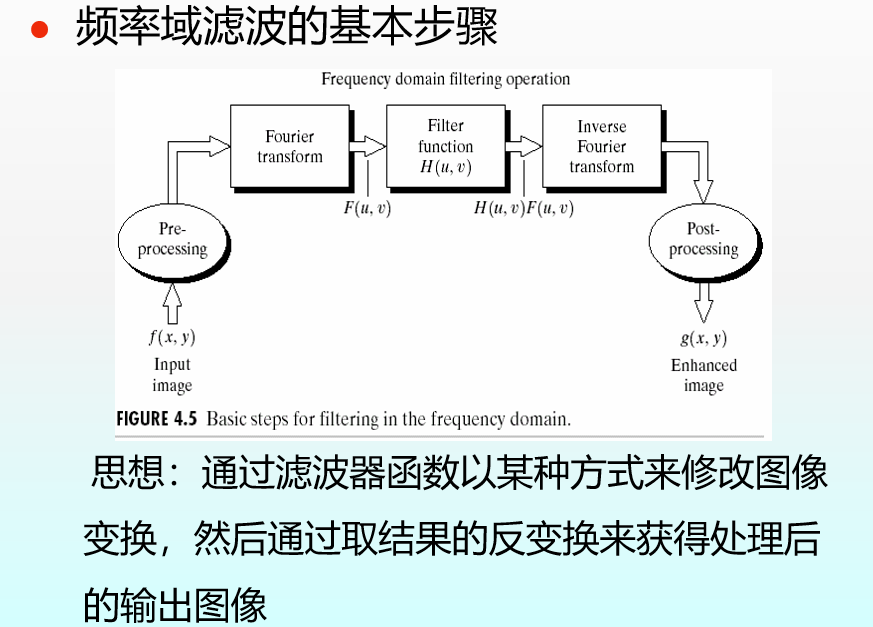 频率域滤波的基本步骤
Frequency domain filtering operation
Fourier
transform
Filter
function
H(u, v)
Inverse
Fourier
transform
F(u, v)
H(u, v)F(u, v)
Pre-
processing
Post-
processing
f(x, y)
Input
image
g(x, y)
Enhanced
image
FIGURE 4.5 Basic steps for filtering in the frequency domain.
思想：通过滤波器函数以某种方式来修改图像
变换，然后通过取结果的反变换来获得处理后
的输出图像